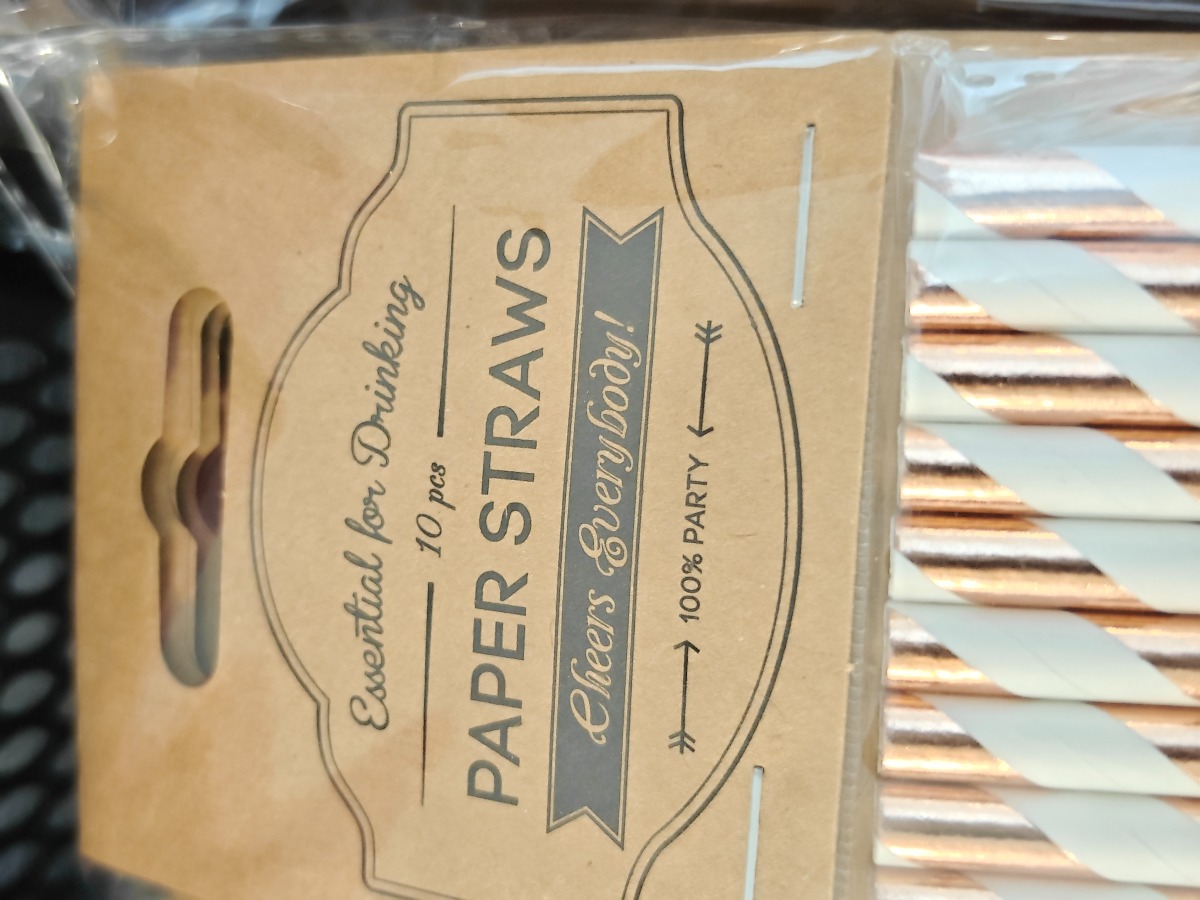 Essential for Drinking
10 pcs
PAPER STRAWS
Cheers Everybody!
100% PARTY